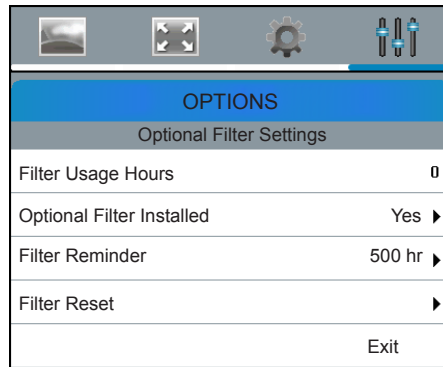 OPTIONS
Optional Filter Settings
Filter Usage Hours 0
Optional Filter Installed Yes
Filter Reminder 500 hr
Filter Reset
Exit